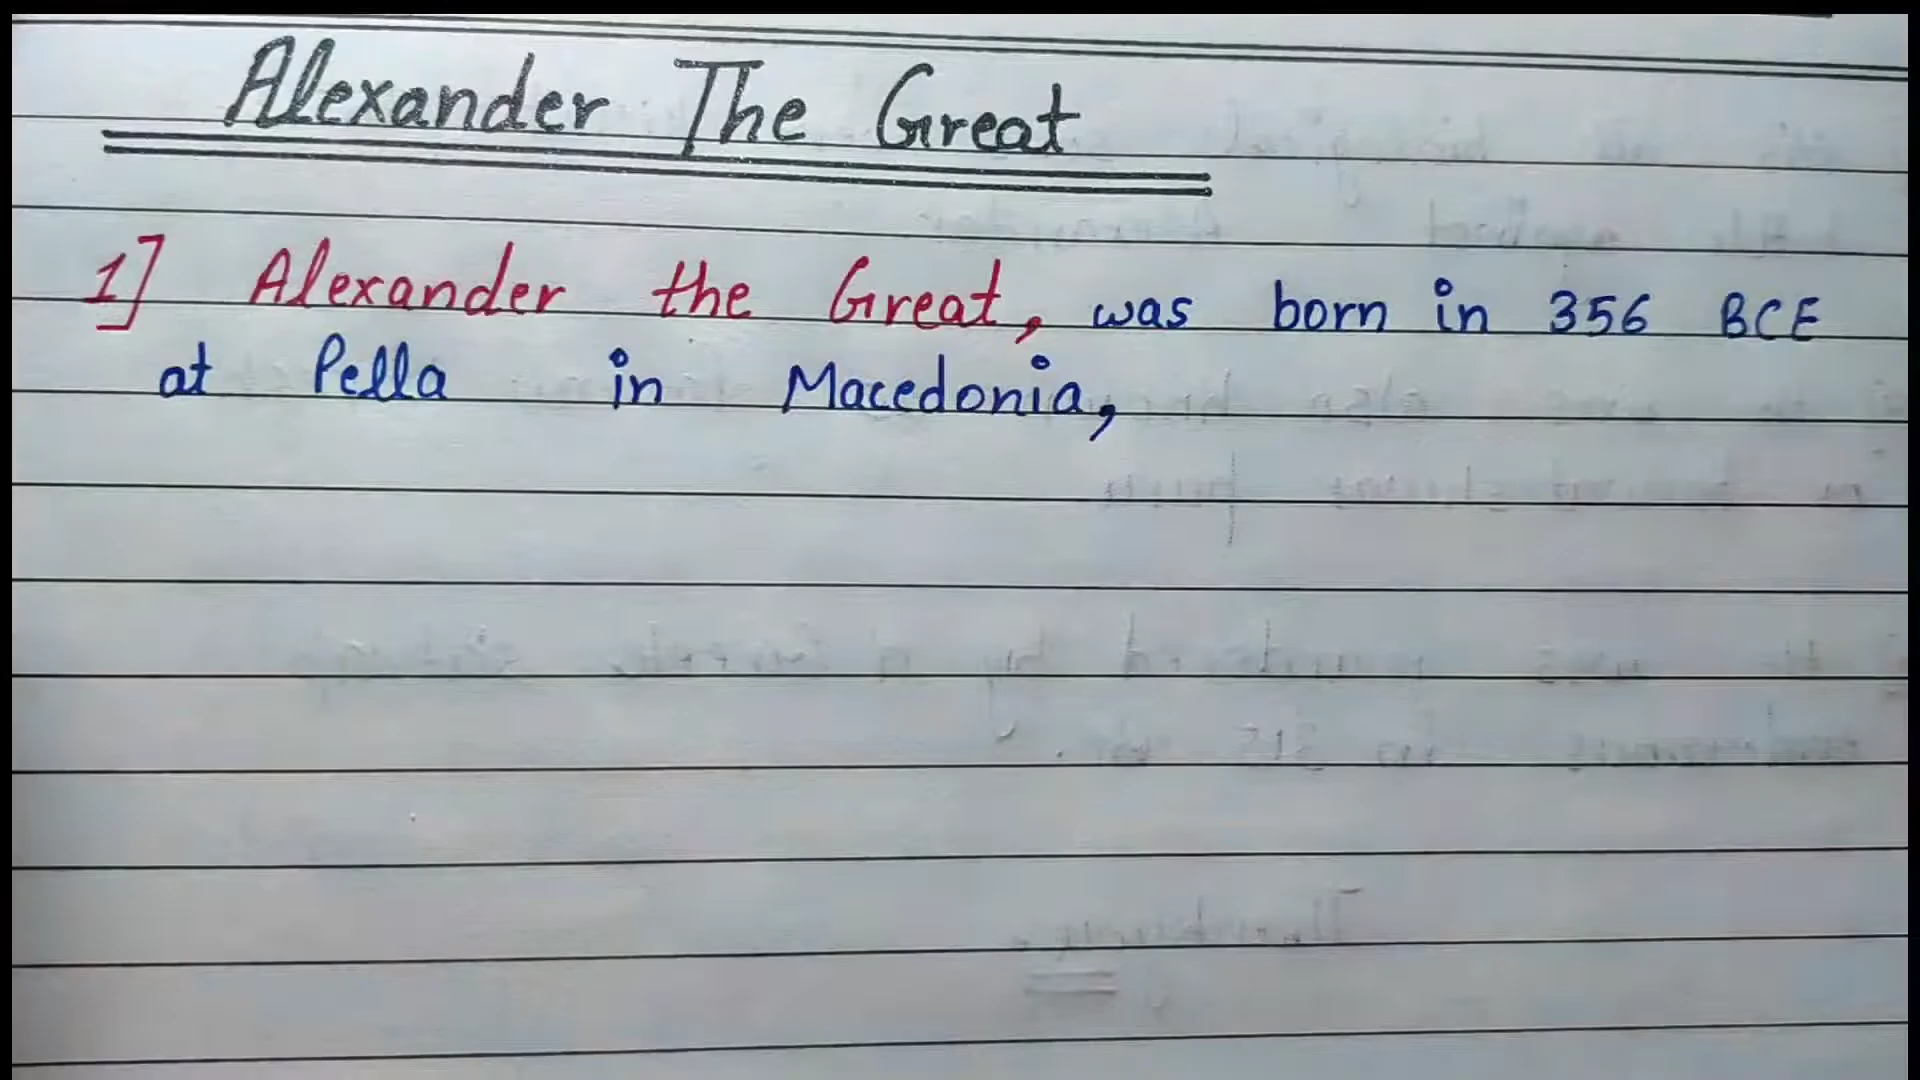 Alexander The Great
1] Alexander the Great, was born in 356 BCE
at Pella in Macedonia,